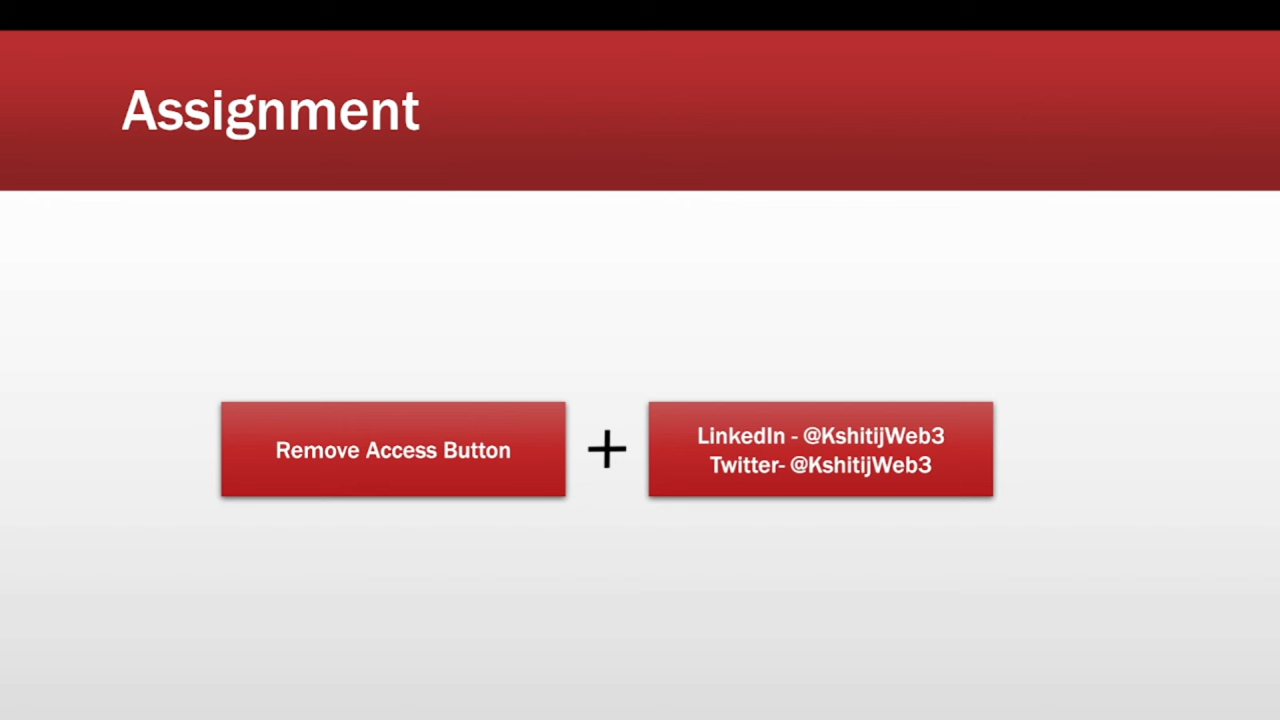 Assignment
Remove Access Button
+
LinkedIn - @KshitijWeb3
Twitter- @KshitijWeb3